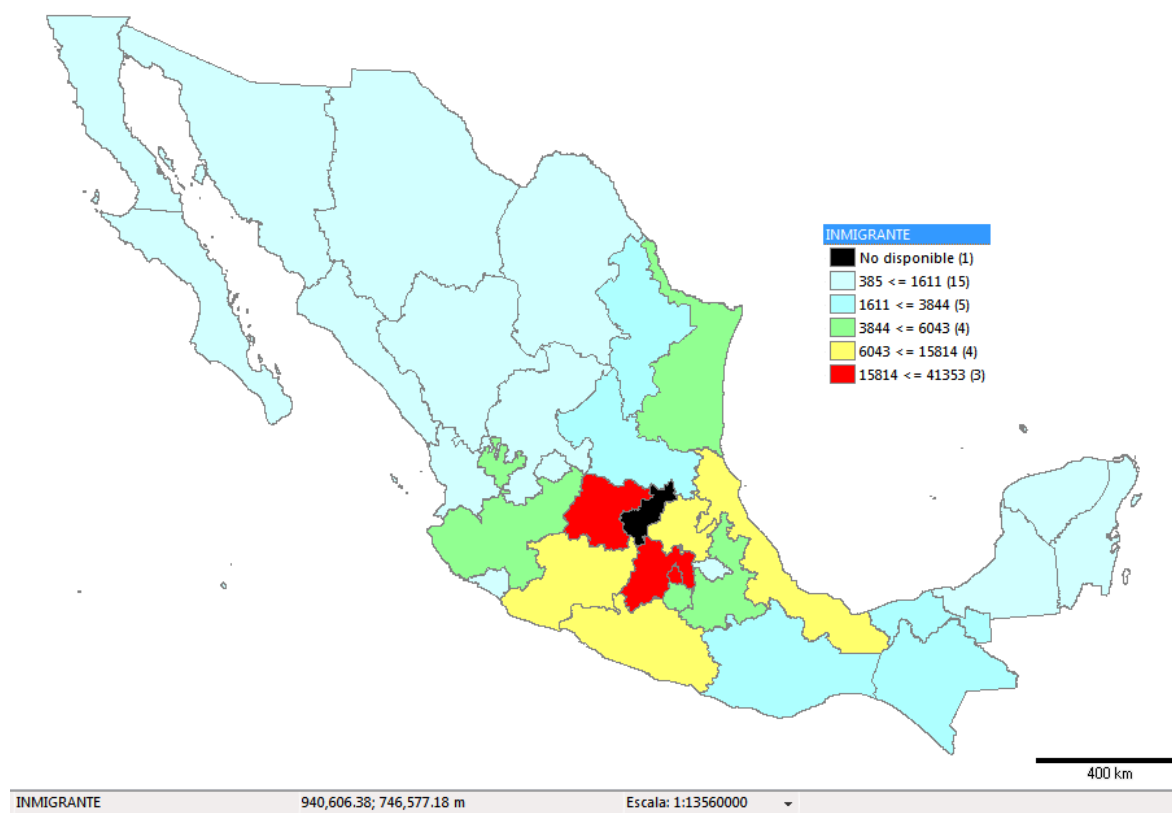 INMIGRANTE
No disponible (1)
385 <= 1611 (15)
1611 <= 3844 (5)
3844 <= 6043 (4)
6043 <= 15814 (4)
15814 <= 41353 (3)
400 km
INMIGRANTE 940,606.38; 746,577.18 m Escala: 1:13560000